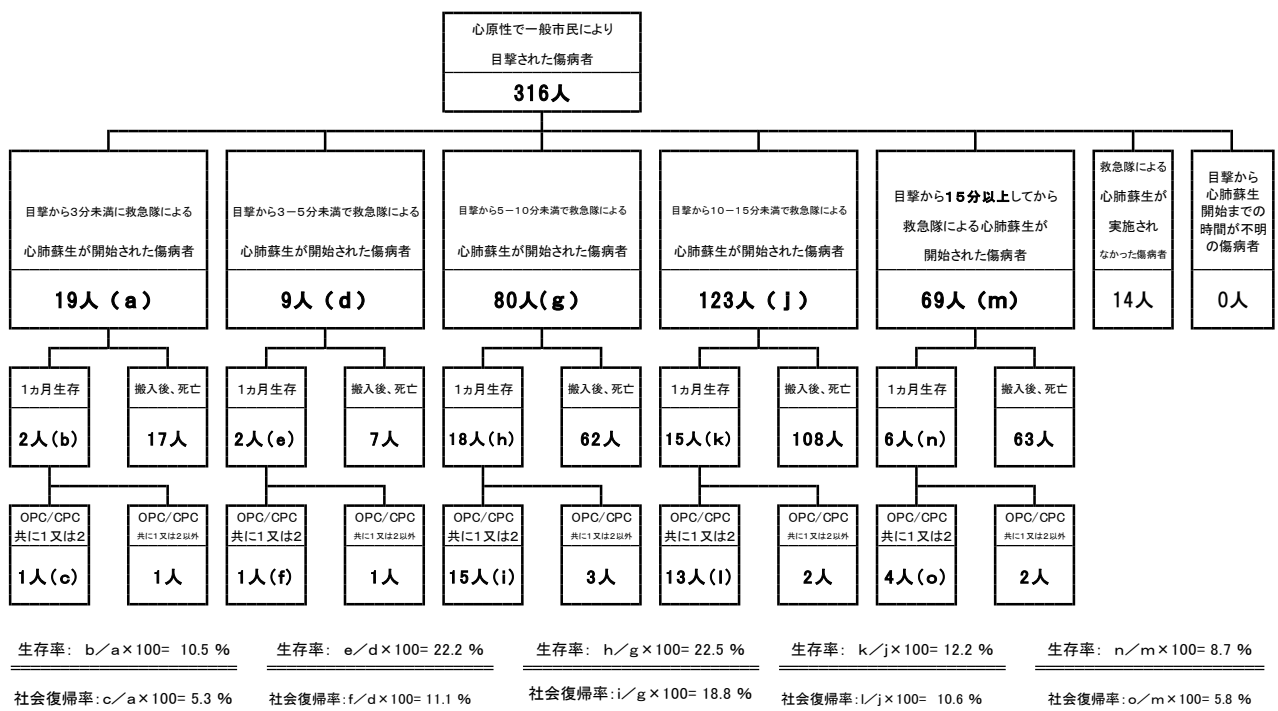 心原性で一般市民により
目撃された傷病者
316人
目撃から3分未満に救急隊による
心肺蘇生が開始された傷病者
19人（a）
目撃から3－5分未満で救急隊による
心肺蘇生が開始された傷病者
9人（d）
目撃から5－10分未満で救急隊による
心肺蘇生が開始された傷病者
80人(g)
目撃から10－15分未満で救急隊による
心肺蘇生が開始された傷病者
123人（j）
目撃から15分以上してから
救急隊による心肺蘇生が
開始された傷病者
69人（m）
救急隊による
心肺蘇生が
実施され
なかった傷病者
14人
目撃から
心肺蘇生
開始までの
時間が不明
の傷病者
0人
1ヵ月生存
2人(b)
搬入後、死亡
17人
1ヵ月生存
2人(e)
搬入後、死亡
7人
1ヵ月生存
18人(h)
搬入後、死亡
62人
1ヵ月生存
15人(k)
搬入後、死亡
108人
1ヵ月生存
6人(n)
搬入後、死亡
63人
OPC/CPC
共に1又は2
1人(c)
OPC/CPC
共に1又は2以外
1人
OPC/CPC
共に1又は2
1人(f)
OPC/CPC
共に1又は2以外
1人
OPC/CPC
共に1又は2
15人(i)
OPC/CPC
共に1又は2以外
3人
OPC/CPC
共に1又は2
13人(l)
OPC/CPC
共に1又は2以外
2人
OPC/CPC
共に1又は2
4人(o)
OPC/CPC
共に1又は2以外
2人
生存率： b／a×100= 10.5 %
生存率： e／d×100= 22.2 %
生存率： h／g×100= 22.5 %
生存率： k／j×100= 12.2 %
生存率： n／m×100= 8.7 %
社会復帰率：c／a×100= 5.3 %
社会復帰率：f／d×100= 11.1 %
社会復帰率：i／g×100= 18.8 %
社会復帰率：l／j×100= 10.6 %
社会復帰率：o／m×100= 5.8 %